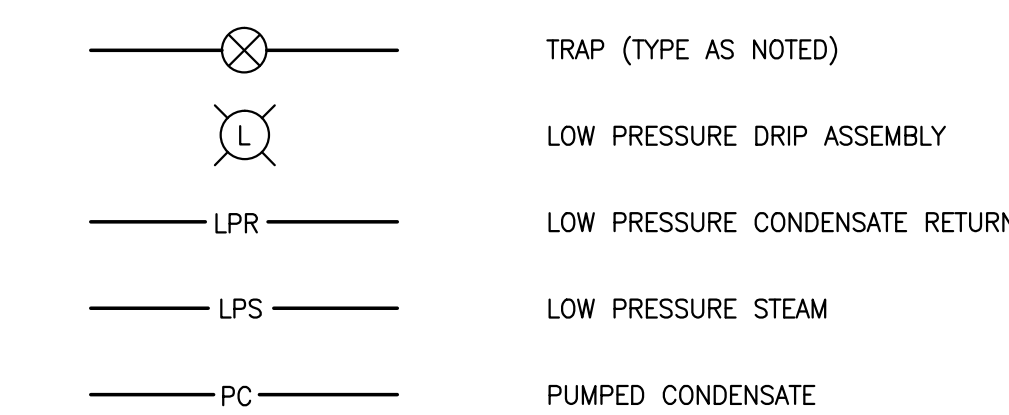 TRAP (TYPE AS NOTED)
L LOW PRESSURE DRIP ASSEMBLY
LPR LOW PRESSURE CONDENSATE RETURN
LPS LOW PRESSURE STEAM
PC PUMPED CONDENSATE